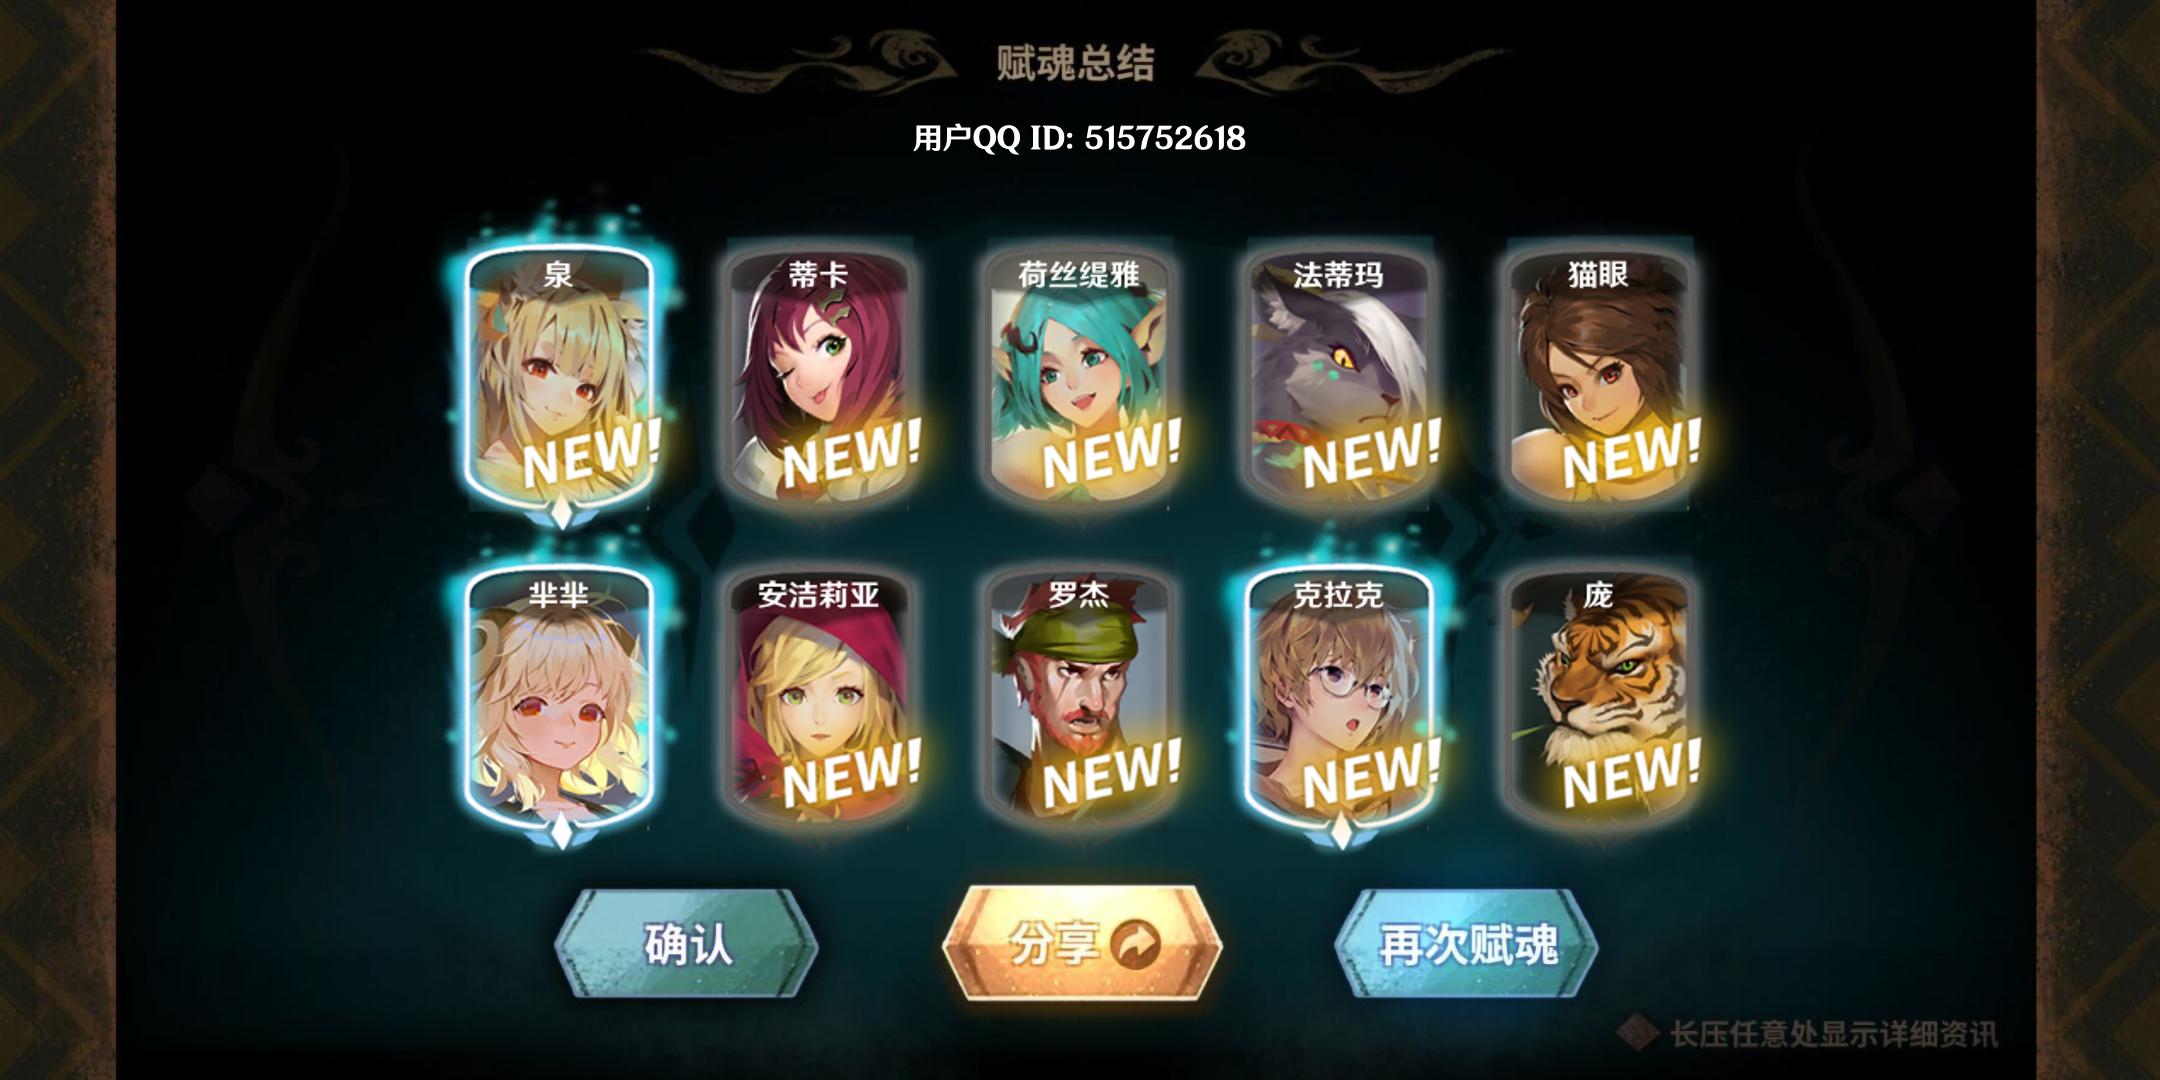 赋魂总结
用户QQ ID: 515752618
泉
蒂卡
荷丝缇雅
法蒂玛
猫眼
NEW!
NEW!
NEW!
NEW!
NEW!
芈芈
安洁莉亚
罗杰
克拉克
庞
NEW!
NEW!
NEW!
NEW!
确认
分享
再次赋魂
长压任意处显示详细资讯